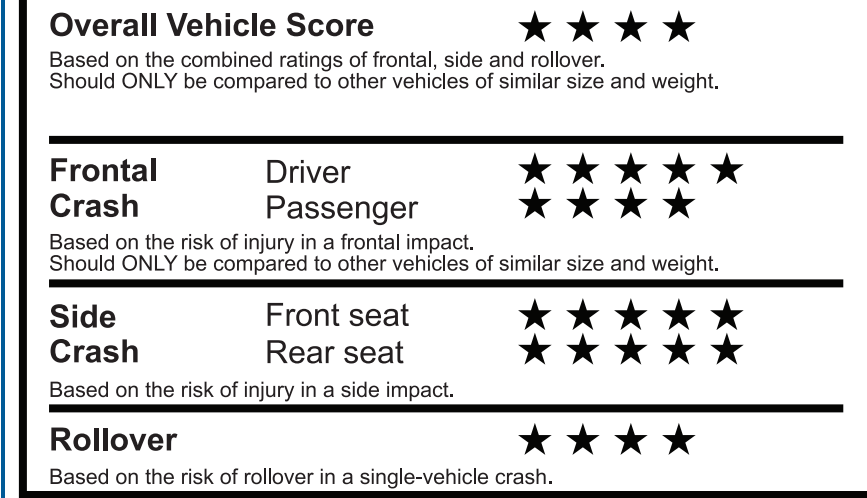 Overall Vehicle Score ★ ★ ★ ★
Based on the combined ratings of frontal, side and rollover.
Should ONLY be compared to other vehicles of similar size and weight.
Frontal Driver ★ ★ ★ ★ ★
Crash Passenger ★ ★ ★ ★
Based on the risk of injury in a frontal impact.
Should ONLY be compared to other vehicles of similar size and weight.
Side Front seat ★ ★ ★ ★ ★
Crash Rear seat ★ ★ ★ ★ ★
Based on the risk of injury in a side impact.
Rollover ★ ★ ★ ★
Based on the risk of rollover in a single-vehicle crash.